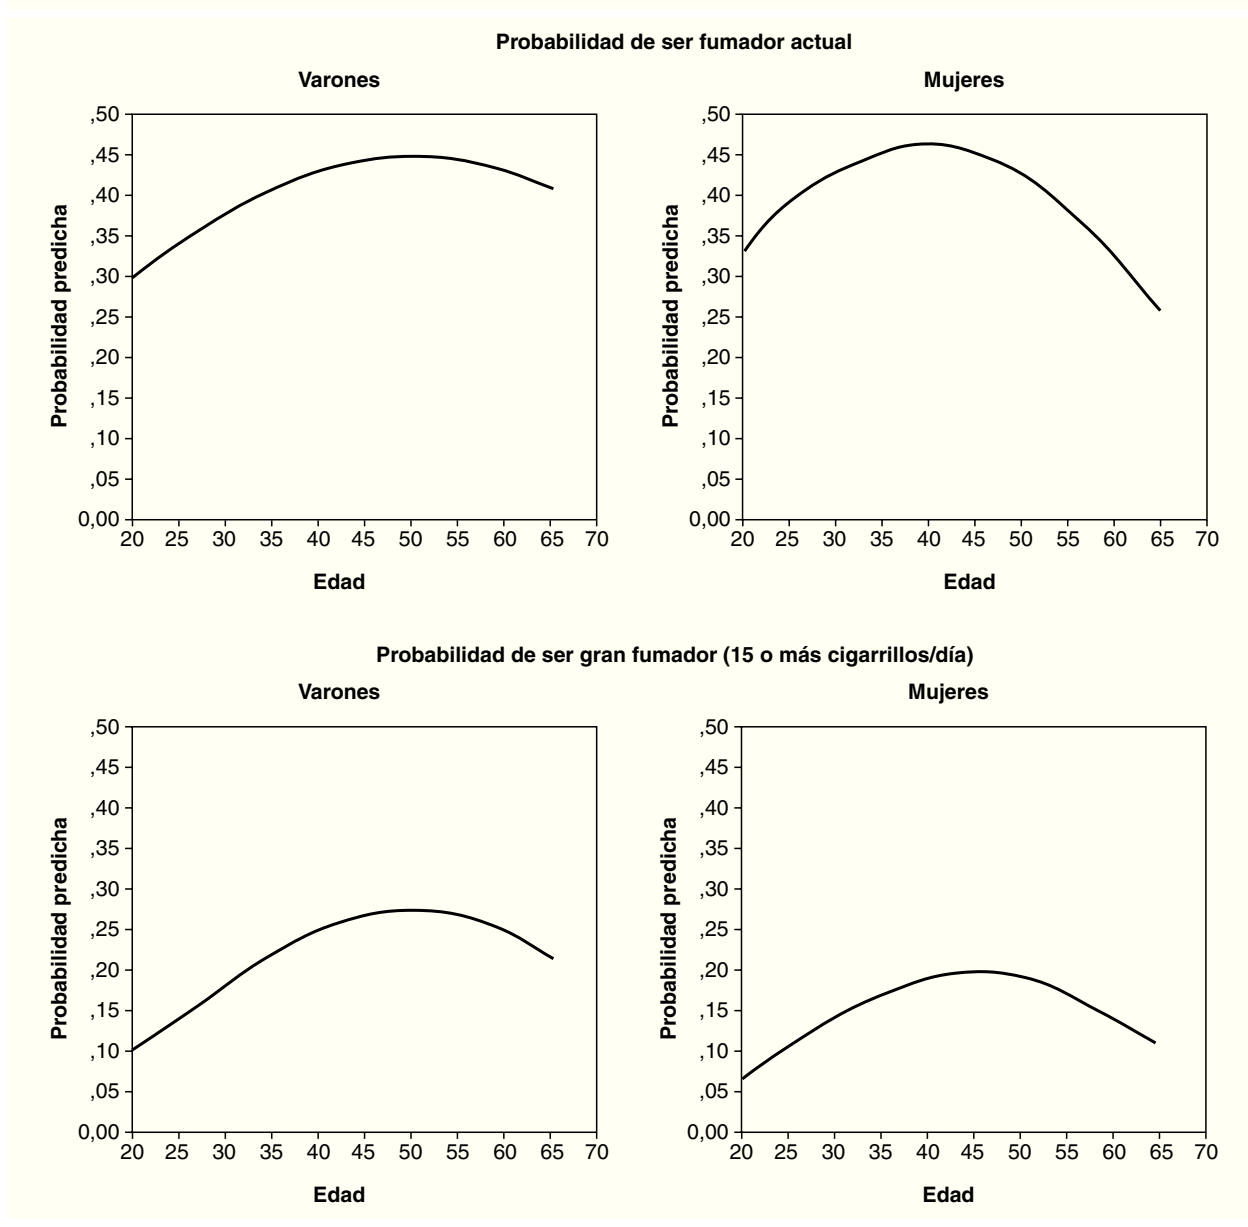 Probabilidad de ser fumador actual
Varones
Probabilidad predicha
,50
,45
,40
,35
,30
,25
,20
,15
,10
,05
0,00
20 25 30 35 40 45 50 55 60 65 70
Edad
Mujeres
Probabilidad predicha
,50
,45
,40
,35
,30
,25
,20
,15
,10
,05
0,00
20 25 30 35 40 45 50 55 60 65 70
Edad
Probabilidad de ser gran fumador (15 o más cigarrillos/día)
Varones
Probabilidad predicha
,50
,45
,40
,35
,30
,25
,20
,15
,10
,05
0,00
20 25 30 35 40 45 50 55 60 65 70
Edad
Mujeres
Probabilidad predicha
,50
,45
,40
,35
,30
,25
,20
,15
,10
,05
0,00
20 25 30 35 40 45 50 55 60 65 70
Edad